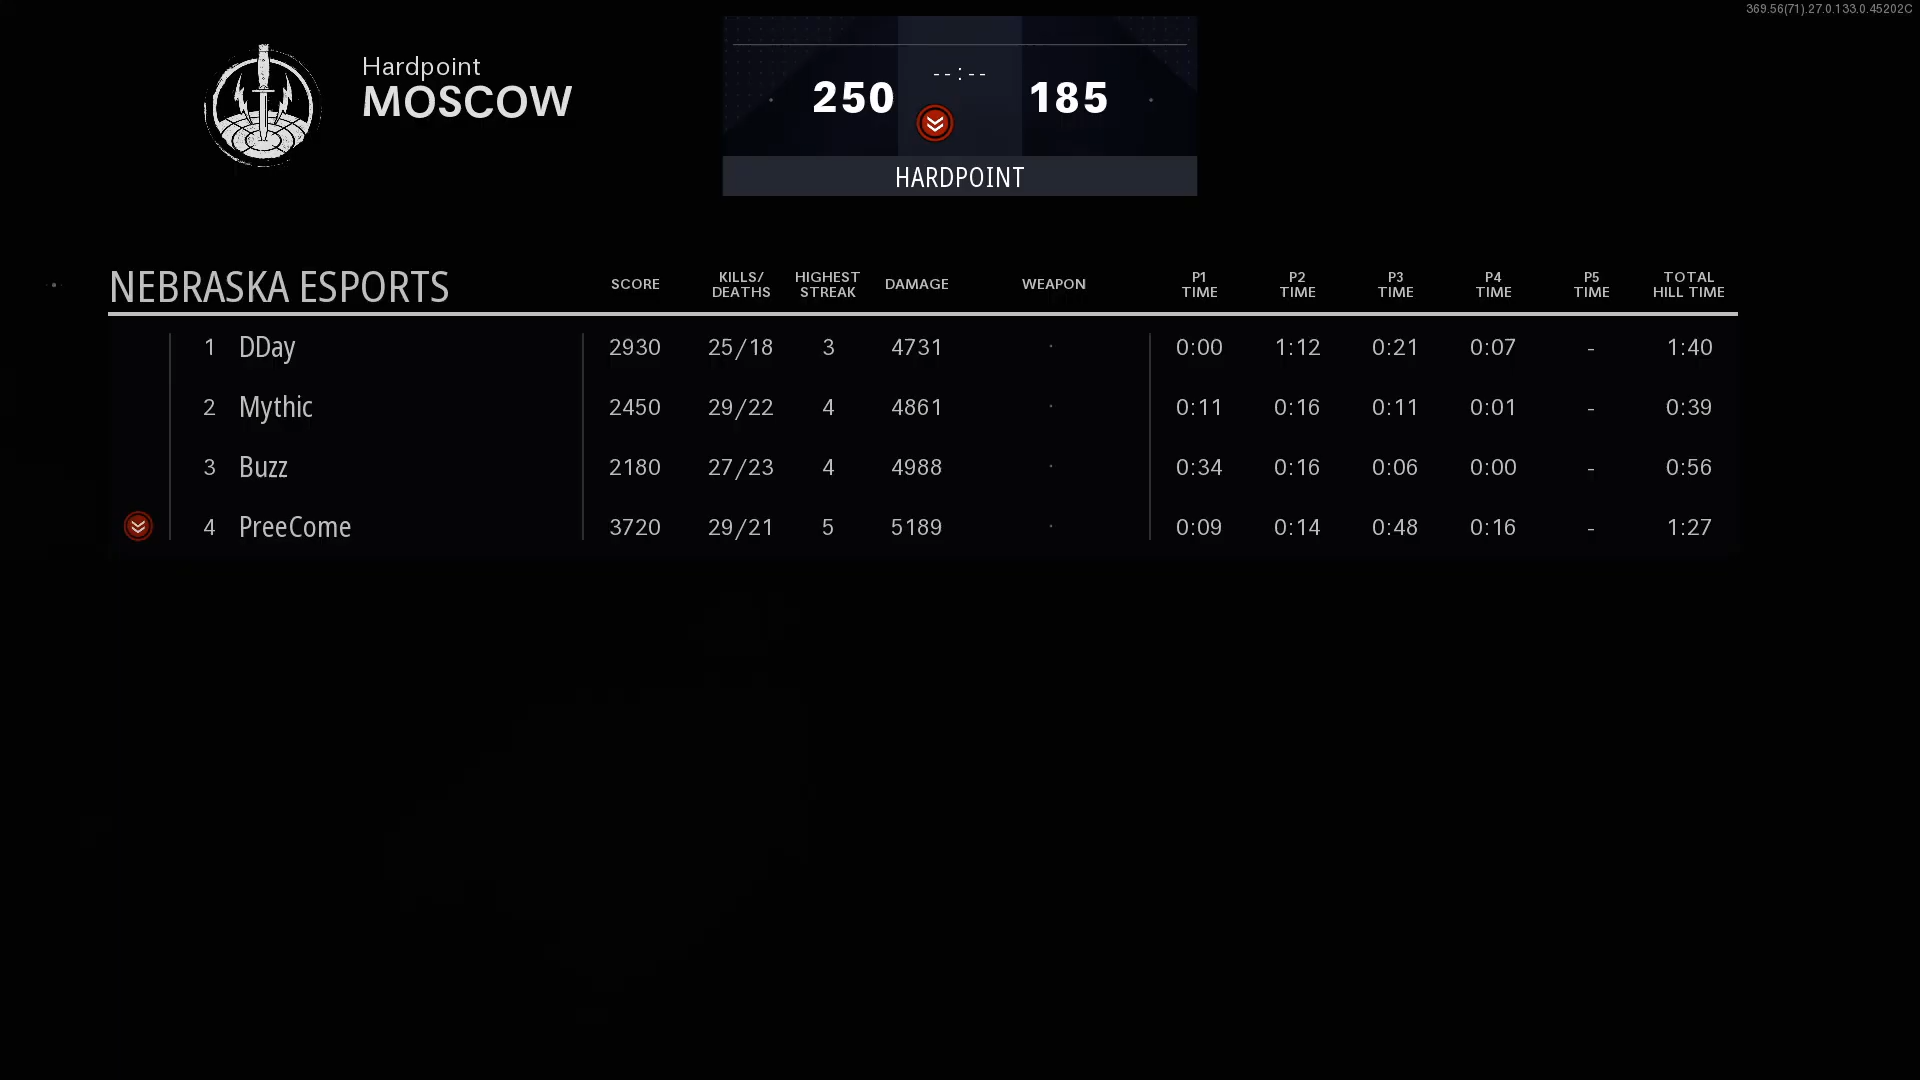 369.56(71).27.0.133.0.45202C
Hardpoint
MOSCOW
--:--
250 185
HARDPOINT
NEBRASKA ESPORTS SCORE KILLS/ DEATHS HIGHEST STREAK DAMAGE WEAPON P1 TIME P2 TIME P3 TIME P4 TIME P5 TIME TOTAL HILL TIME
1 DDay 2930 25/18 3 4731 0:00 1:12 0:21 0:07 - 1:40
2 Mythic 2450 29/22 4 4861 0:11 0:16 0:11 0:01 - 0:39
3 Buzz 2180 27/23 4 4988 0:34 0:16 0:06 0:00 - 0:56
4 PreeCome 3720 29/21 5 5189 0:09 0:14 0:48 0:16 - 1:27